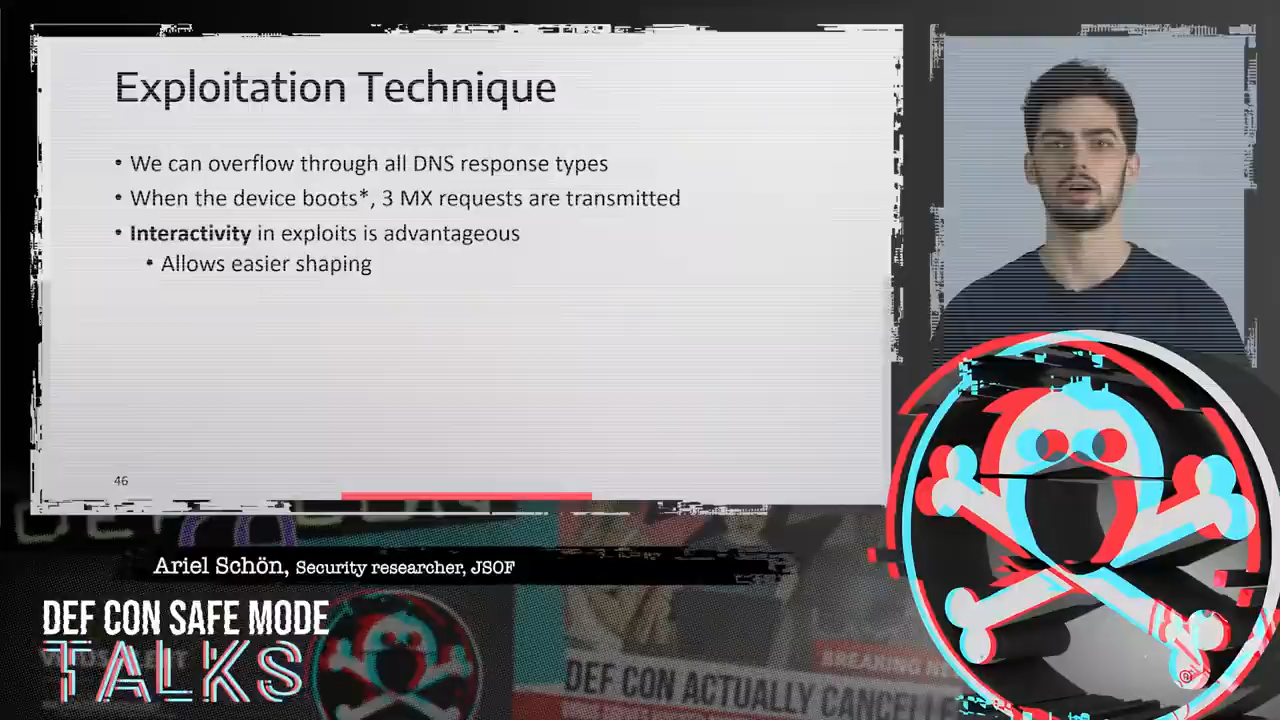 Exploitation Technique
• We can overflow through all DNS response types
• When the device boots*, 3 MX requests are transmitted
• Interactivity in exploits is advantageous
• Allows easier shaping
46
Ariel Schön, Security researcher, JSOF
DEF CON SAFE MODE
TALKS
BREAKING NE
DEF CON ACTUALLY CANCELLE